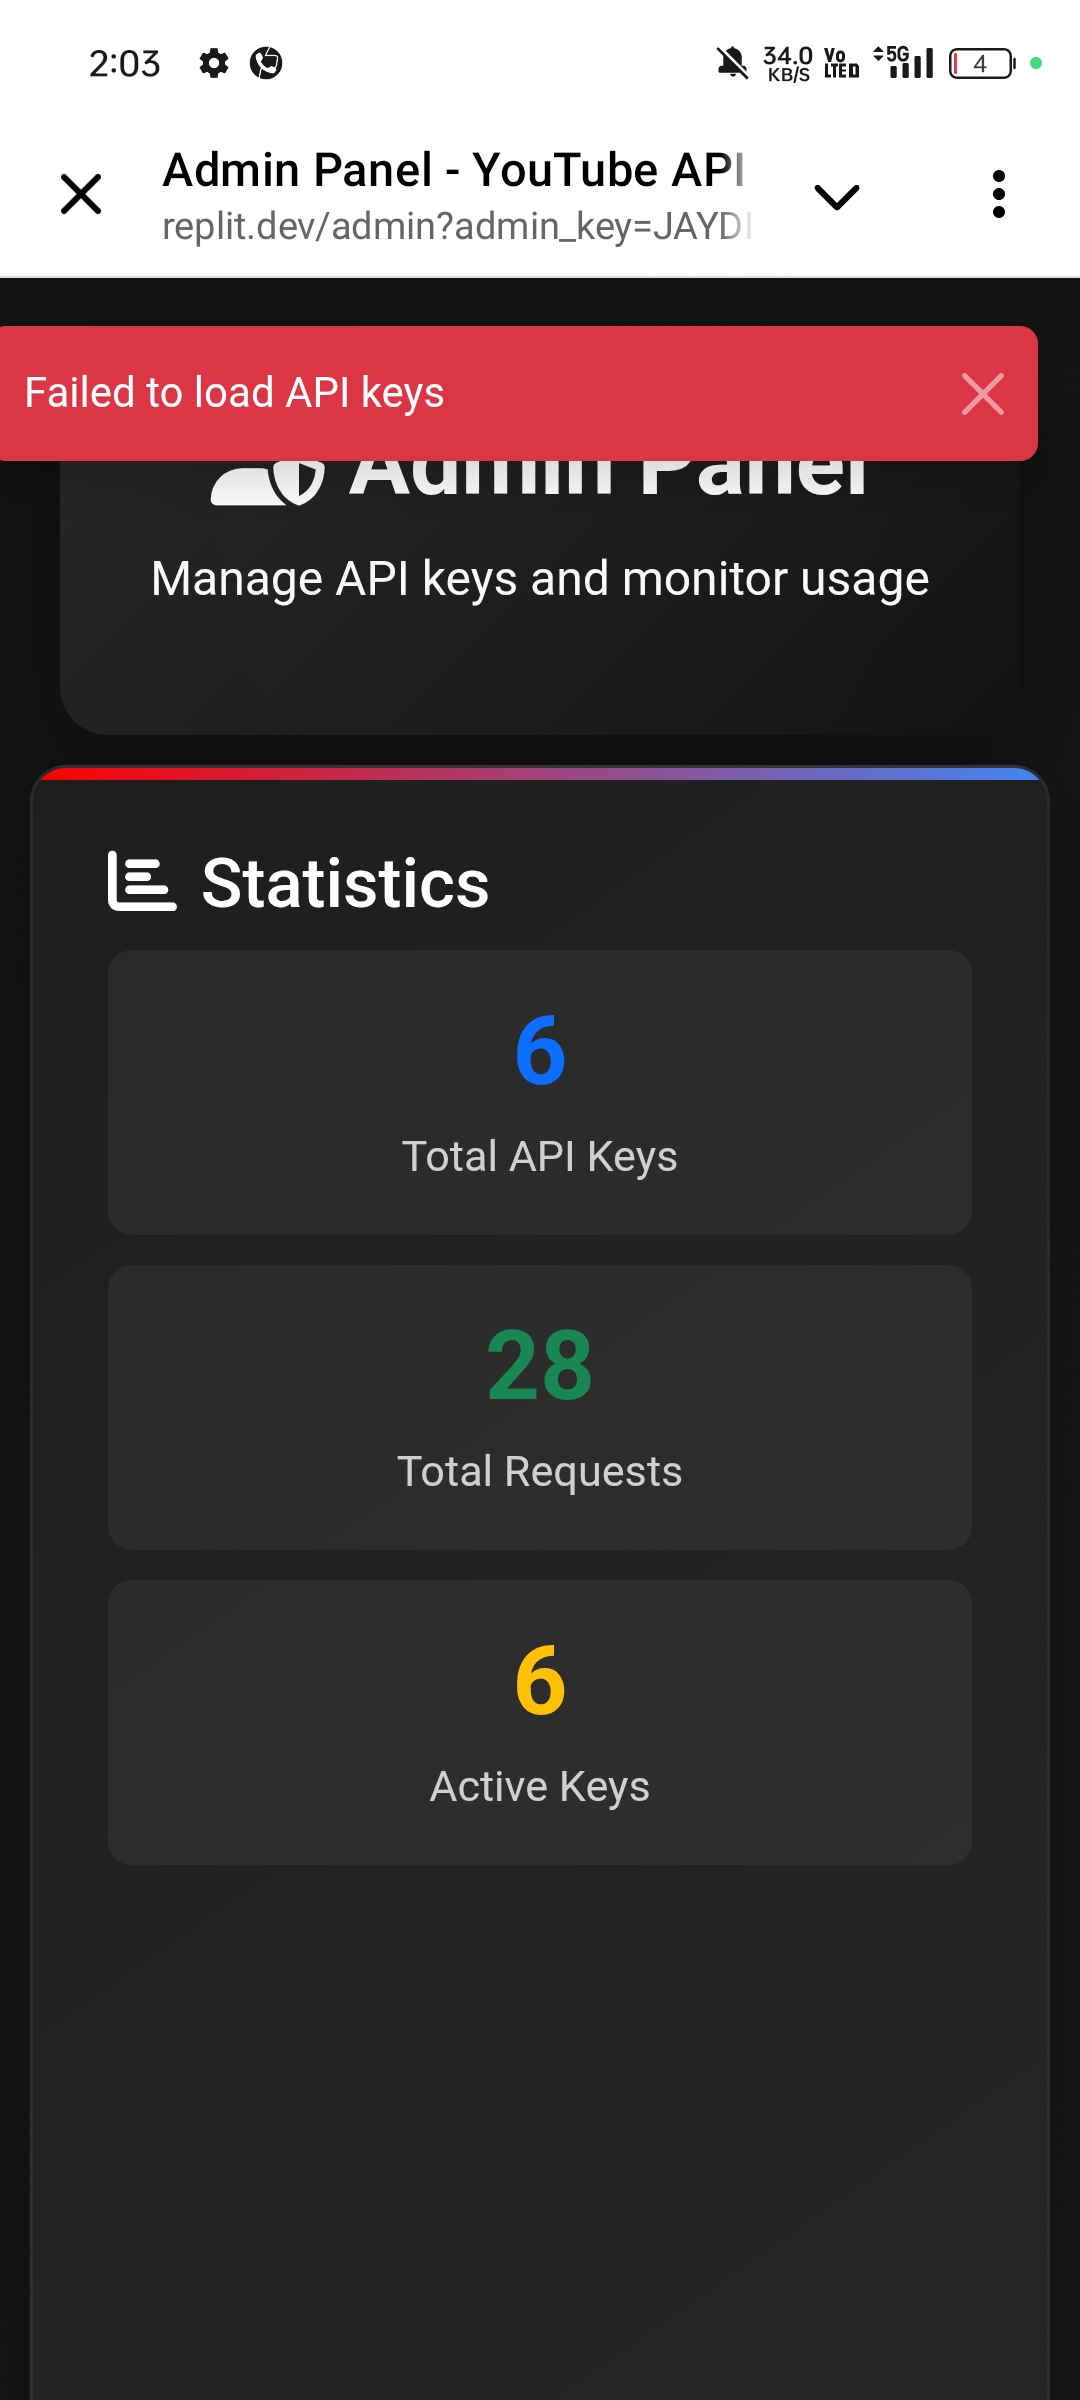 2:03
34.0
KB/S
Vo
LTE
5G
4
Admin Panel - YouTube API
replit.dev/admin?admin_key=JAYD
Failed to load API keys
Admin Panel
Manage API keys and monitor usage
Statistics
6
Total API Keys
28
Total Requests
6
Active Keys